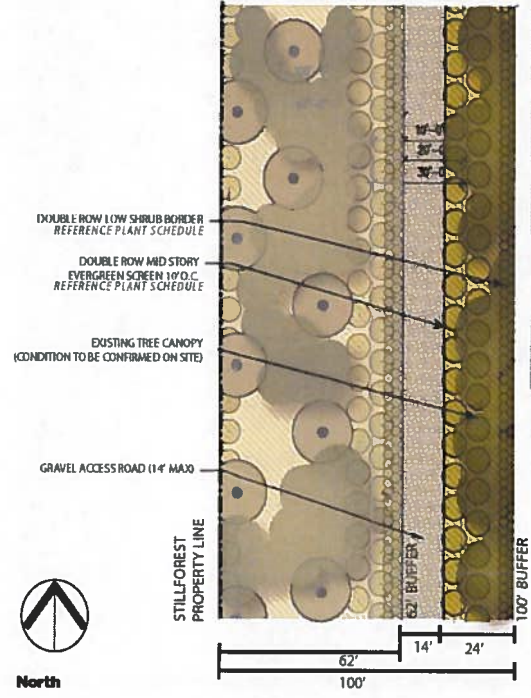 DOUBLE ROW LOW SHRUB BORDER
REFERENCE PLANT SCHEDULE
DOUBLE ROW MID STORY
EVERGREEN SCREEN 10' O.C.
REFERENCE PLANT SCHEDULE
EXISTING TREE CANOPY
(CONDITION TO BE CONFIRMED ON SITE)
GRAVEL ACCESS ROAD (14' MAX)
STILLFOREST
PROPERTY LINE
62' BUFFER
100' BUFFER
14'
24'
62'
100'
North